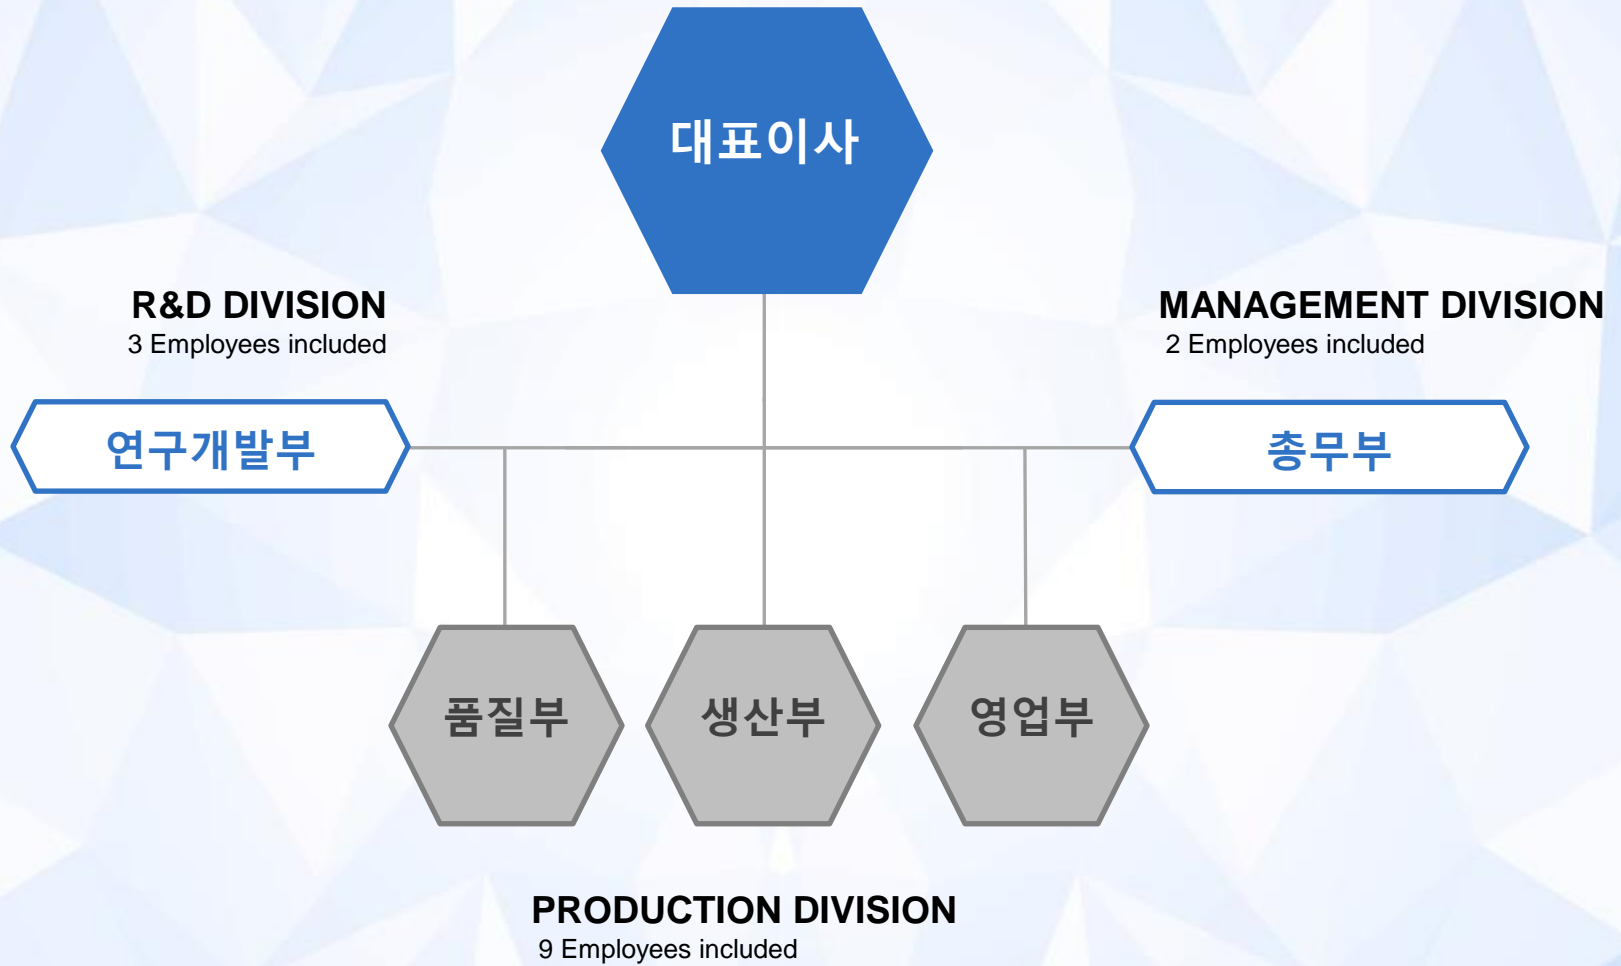 대표이사
R&D DIVISION
3 Employees included
MANAGEMENT DIVISION
2 Employees included
연구개발부
총무부
품질부
생산부
영업부
PRODUCTION DIVISION
9 Employees included